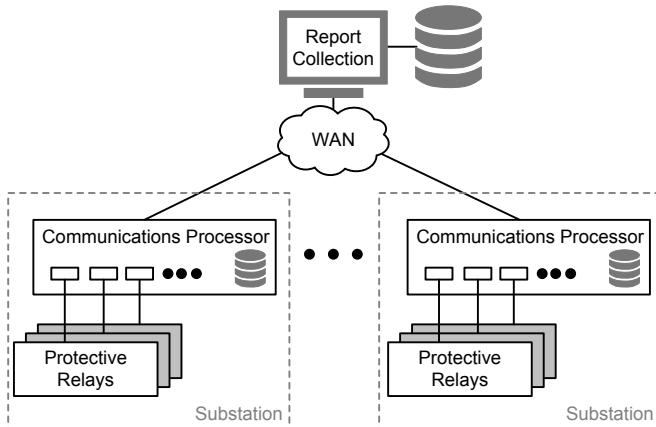 Report
Collection
WAN
Communications Processor
Protective
Relays
Substation
Communications Processor
Protective
Relays
Substation